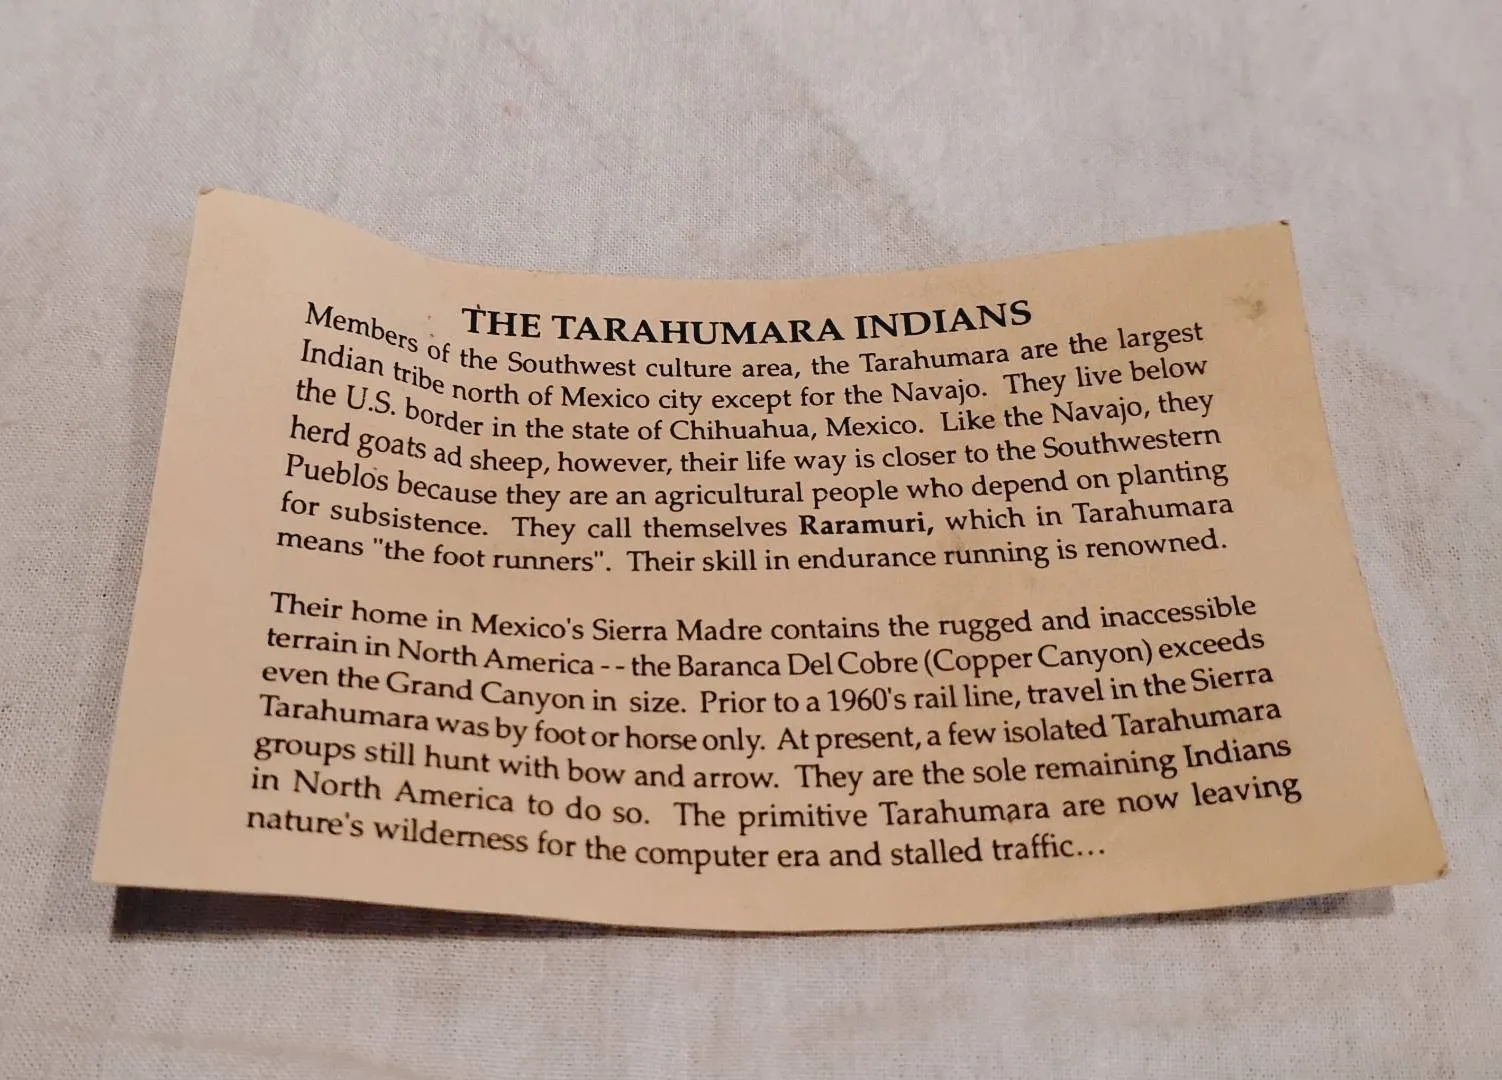 THE TARAHUMARA INDIANS
Members of the Southwest culture area, the Tarahumara are the largest
Indian tribe north of Mexico city except for the Navajo. They live below
the U.S. border in the state of Chihuahua, Mexico. Like the Navajo, they
herd goats ad sheep, however, their life way is closer to the Southwestern
Pueblos because they are an agricultural people who depend on planting
for subsistence. They call themselves Raramuri, which in Tarahumara
means "the foot runners". Their skill in endurance running is renowned.
Their home in Mexico's Sierra Madre contains the rugged and inaccessible
terrain in North America -- the Baranca Del Cobre (Copper Canyon) exceeds
even the Grand Canyon in size. Prior to a 1960's rail line, travel in the Sierra
Tarahumara was by foot or horse only. At present, a few isolated Tarahumara
groups still hunt with bow and arrow. They are the sole remaining Indians
in North America to do so. The primitive Tarahumara are now leaving
nature's wilderness for the computer era and stalled traffic...